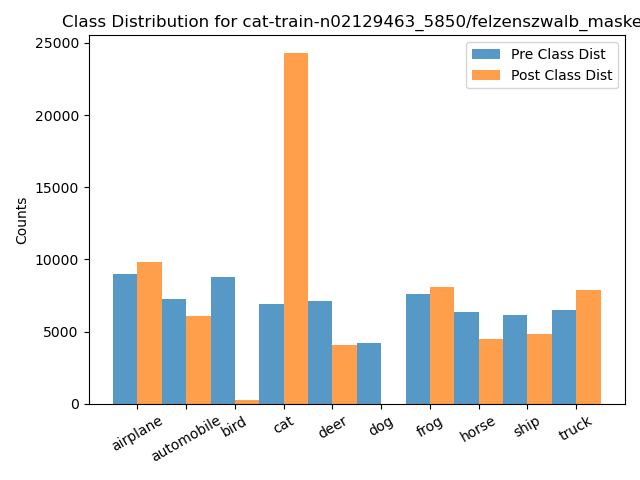 Class Distribution for cat-train-n02129463_5850/felzenszwalb_maske
Pre Class Dist
Post Class Dist
Counts
25000
20000
15000
10000
5000
0
airplane
automobile
bird
cat
deer
dog
frog
horse
ship
truck